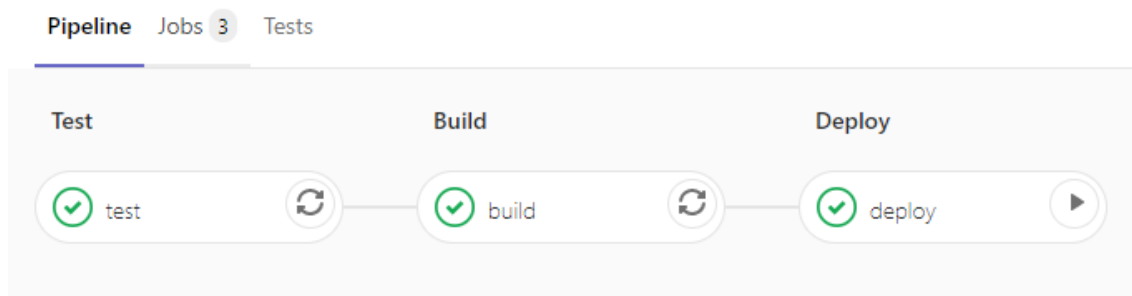 Pipeline Jobs 3 Tests
Test Build Deploy
test build deploy